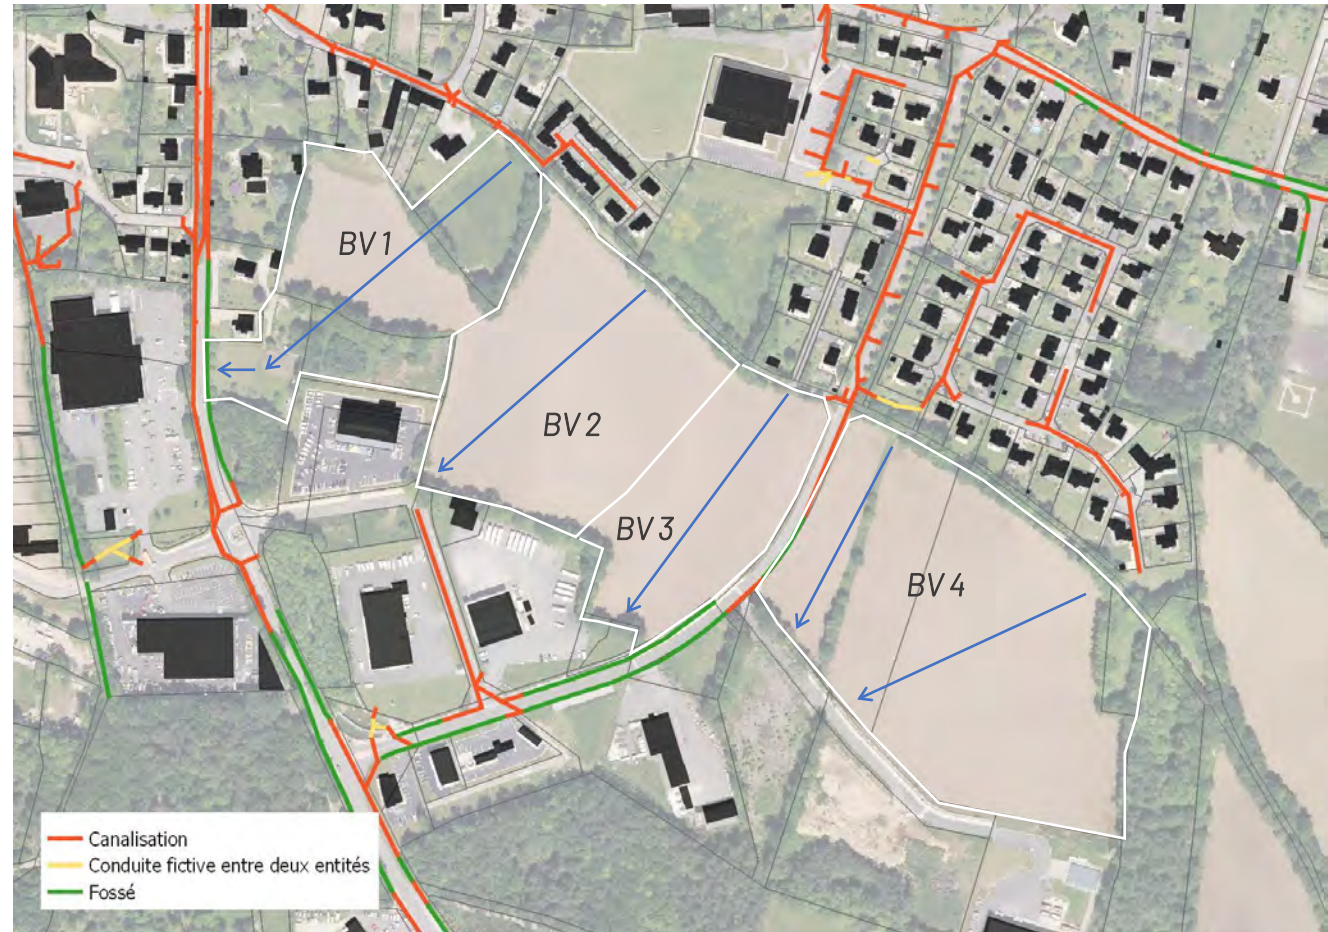 BV 1
BV 2
BV 3
BV 4
Canalisation
Conduite fictive entre deux entités
Fossé